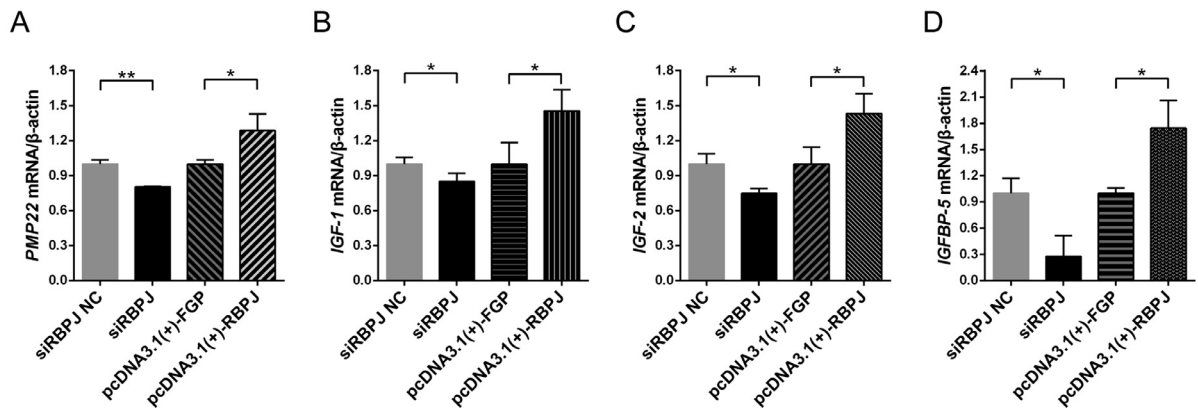 A
PMP22 mRNA/β-actin
1.8
1.5
1.2
0.9
0.6
0.3
0.0
**
*
siRBPJ NC
siRBPJ
pcDNA3.1(+)-FGP
pcDNA3.1(+)-RBPJ
B
IGF-1 mRNA/β-actin
1.8
1.5
1.2
0.9
0.6
0.3
0.0
*
*
siRBPJ NC
siRBPJ
pcDNA3.1(+)-FGP
pcDNA3.1(+)-RBPJ
C
IGF-2 mRNA/β-actin
1.8
1.5
1.2
0.9
0.6
0.3
0.0
*
*
siRBPJ NC
siRBPJ
pcDNA3.1(+)-FGP
pcDNA3.1(+)-RBPJ
D
IGFBP-5 mRNA/β-actin
2.4
2.1
1.8
1.5
1.2
0.9
0.6
0.3
0.0
*
*
siRBPJ NC
siRBPJ
pcDNA3.1(+)-FGP
pcDNA3.1(+)-RBPJ